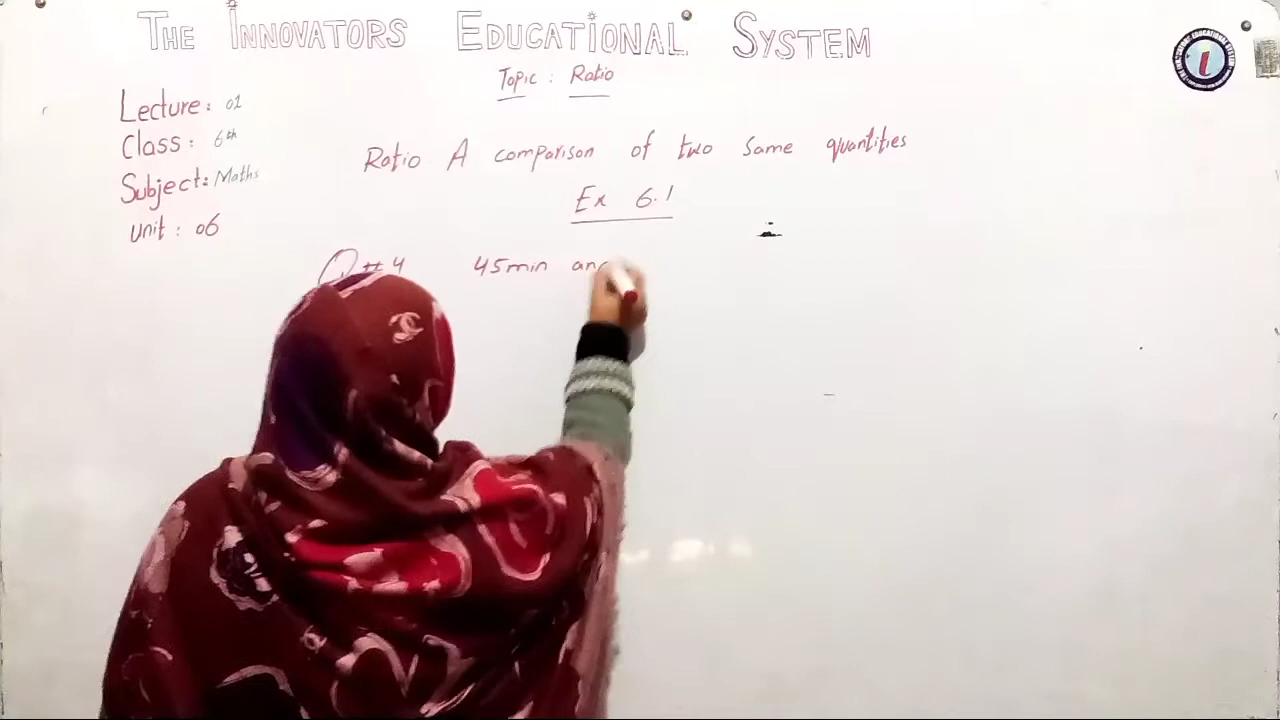 THE INNOVATORS EDUCATIONAL SYSTEM
Topic : Ratio
Lecture : 01
Class : 6th
Subject : Maths
Unit : 06
Ratio A comparison of two same quantities
Ex 6.1
Q # 4 45min